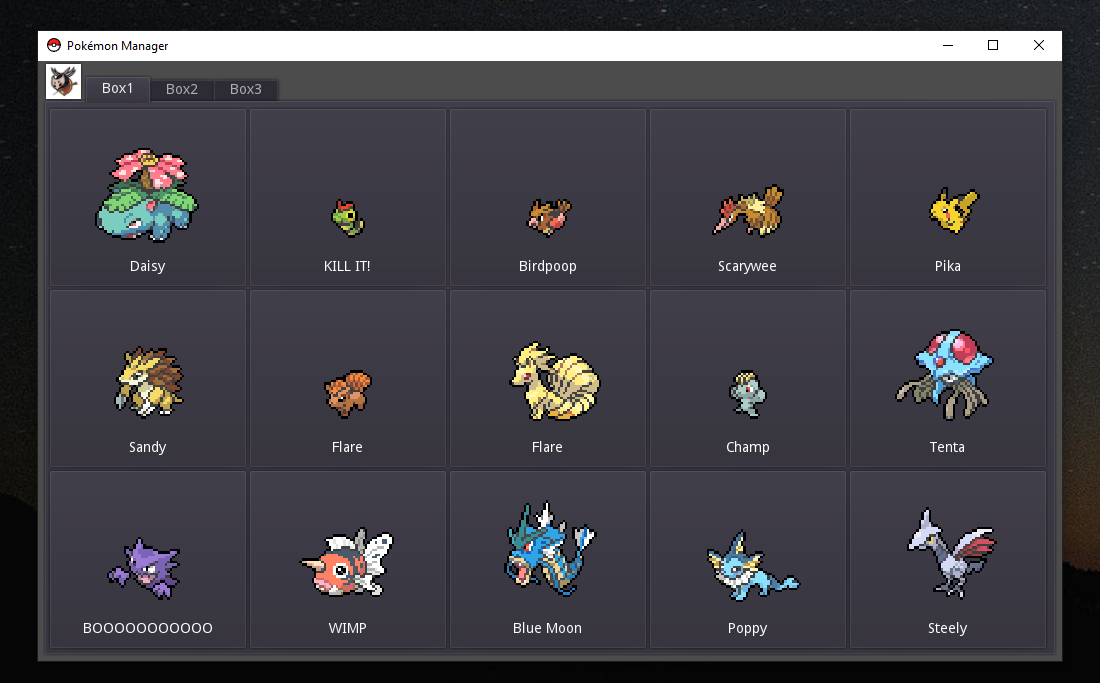 Pokémon Manager
Box1 Box2 Box3
Daisy KILL IT! Birdpoop Scarywee Pika
Sandy Flare Flare Champ Tenta
BOOOOOOOOOOO WIMP Blue Moon Poppy Steely